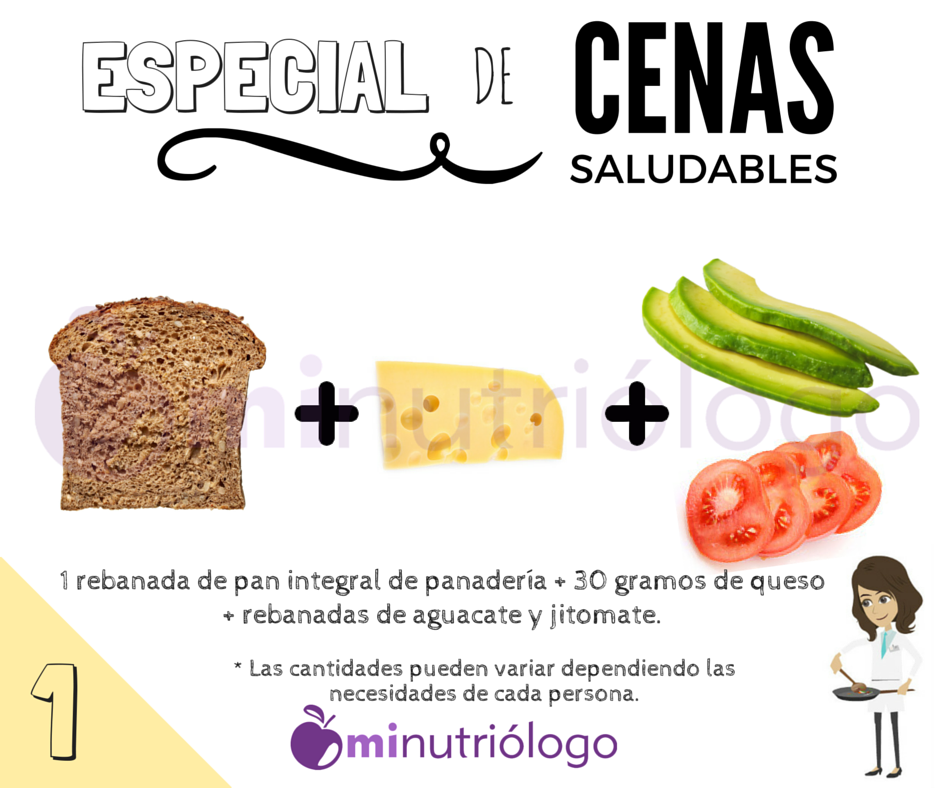 ESPECIAL DE CENAS
SALUDABLES
minutriólogo
1 rebanada de pan integral de panadería + 30 gramos de queso
+ rebanadas de aguacate y jitomate.
* Las cantidades pueden variar dependiendo las
necesidades de cada persona.
1
minutriólogo